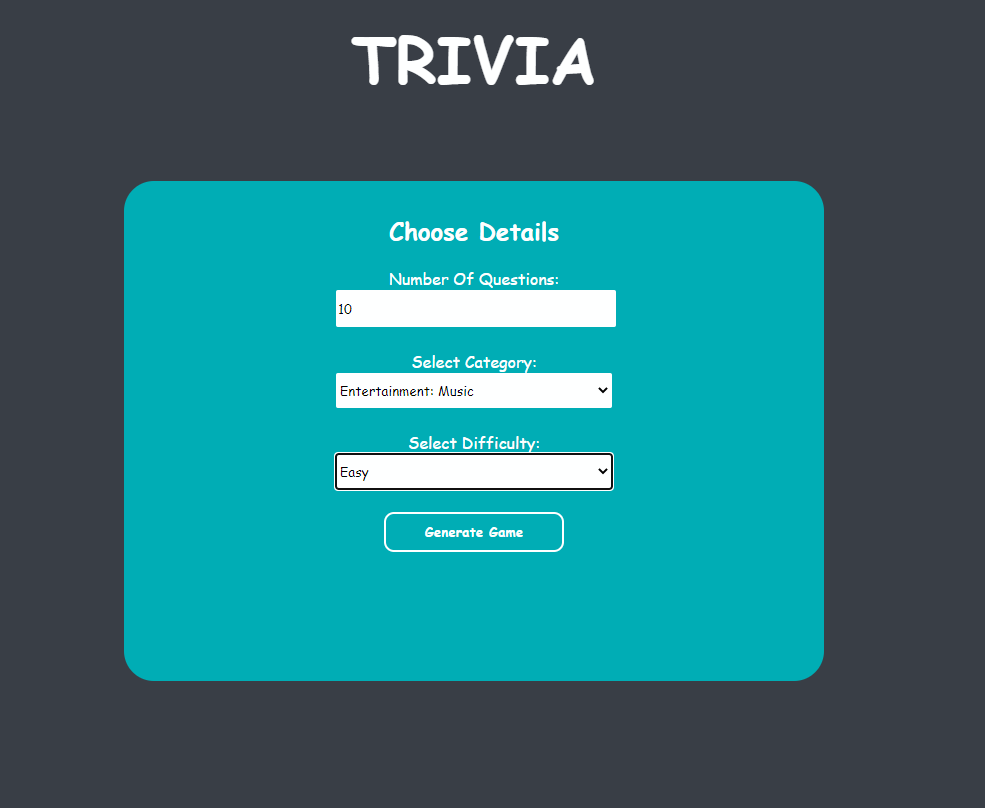 TRIVIA
Choose Details
Number Of Questions:
10
Select Category:
Entertainment: Music
Select Difficulty:
Easy
Generate Game